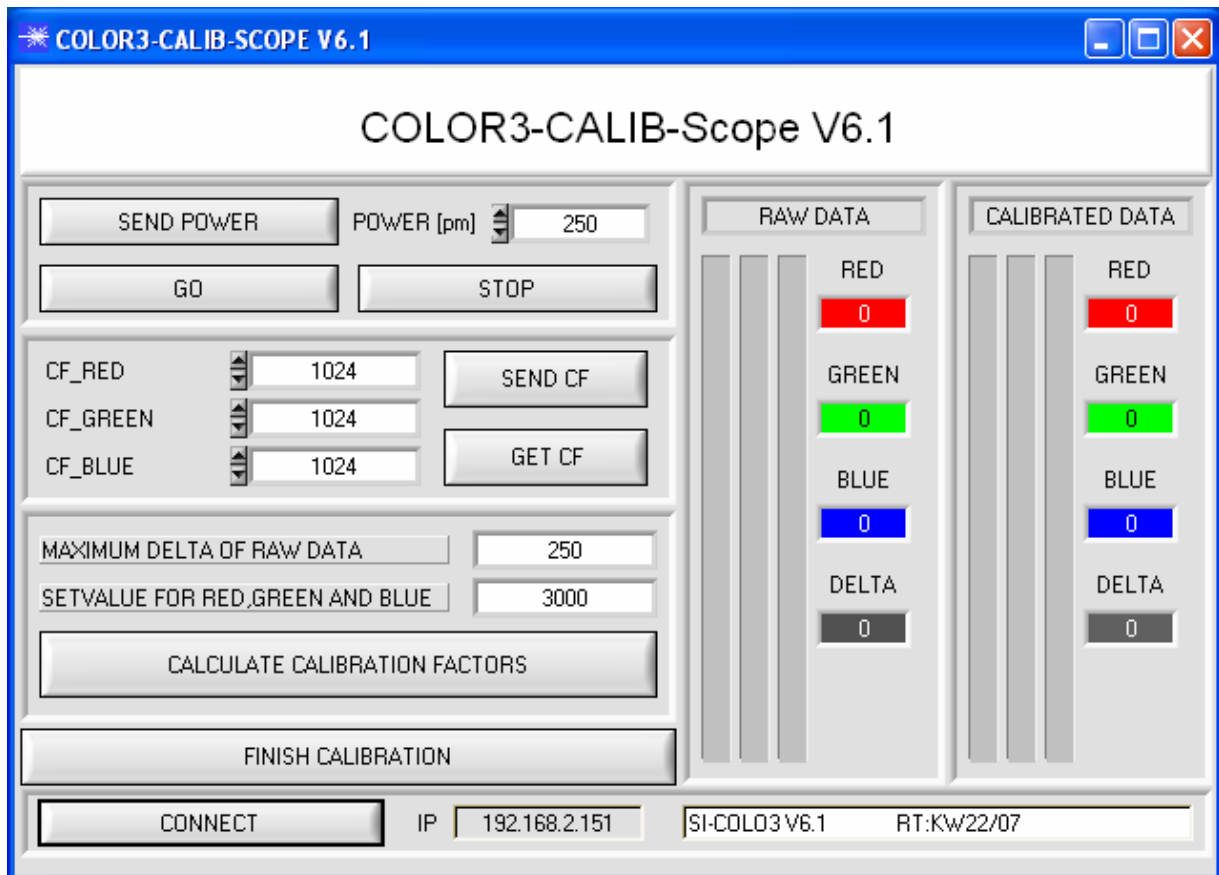 COLOR3-CALIB-SCOPE V6.1
COLOR3-CALIB-Scope V6.1
SEND POWER
POWER [pm]
250
GO
STOP
CF_RED
1024
CF_GREEN
1024
CF_BLUE
1024
SEND CF
GET CF
MAXIMUM DELTA OF RAW DATA
250
SETVALUE FOR RED,GREEN AND BLUE
3000
CALCULATE CALIBRATION FACTORS
FINISH CALIBRATION
RAW DATA
RED
0
GREEN
0
BLUE
0
DELTA
0
CALIBRATED DATA
RED
0
GREEN
0
BLUE
0
DELTA
0
CONNECT
IP
192.168.2.151
SI-COLO3 V6.1 RT:KW22/07